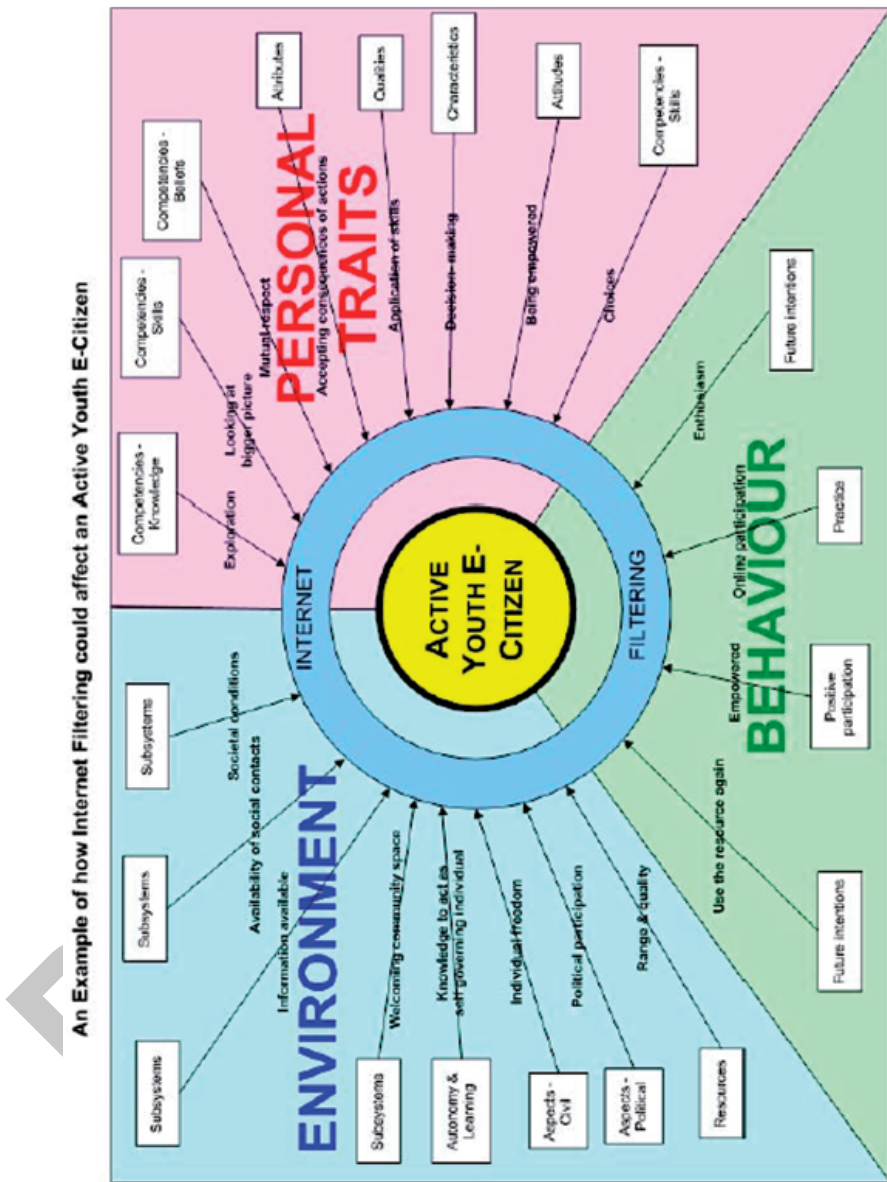 An Example of how Internet Filtering could affect an Active Youth E-Citizen
ENVIRONMENT
Subsystems
Information available
Subsystems
Availability of social contacts
Subsystems
Societal conditions
Subsystems
Welcoming community space
Autonomy &
Learning
Knowledge to act as
self governing individual
Aspects -
Civil
Individual freedom
Aspects -
Political
Political participation
Resources
Range & quality
PERSONAL
TRAITS
Competencies -
Knowledge
Exploration
Competencies -
Skills
Looking at
bigger picture
Competencies -
Beliefs
Mutual respect
Attributes
Accepting consequences of actions
Qualities
Application of skills
Characteristics
Decision- making
Attitudes
Being empowered
Competencies -
Skills
Choices
INTERNET
ACTIVE
YOUTH E-
CITIZEN
FILTERING
BEHAVIOUR
Future intentions
Use the resource again
Positive
participation
Empowered
Practice
Online participation
Future intentions
Enthusiasm